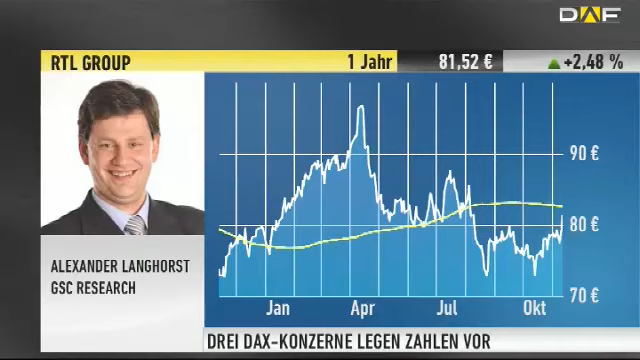 DAF
RTL GROUP 1 Jahr 81,52 € +2,48 %
90 €
80 €
70 €
Jan Apr Jul Okt
ALEXANDER LANGHORST
GSC RESEARCH
DREI DAX-KONZERNE LEGEN ZAHLEN VOR